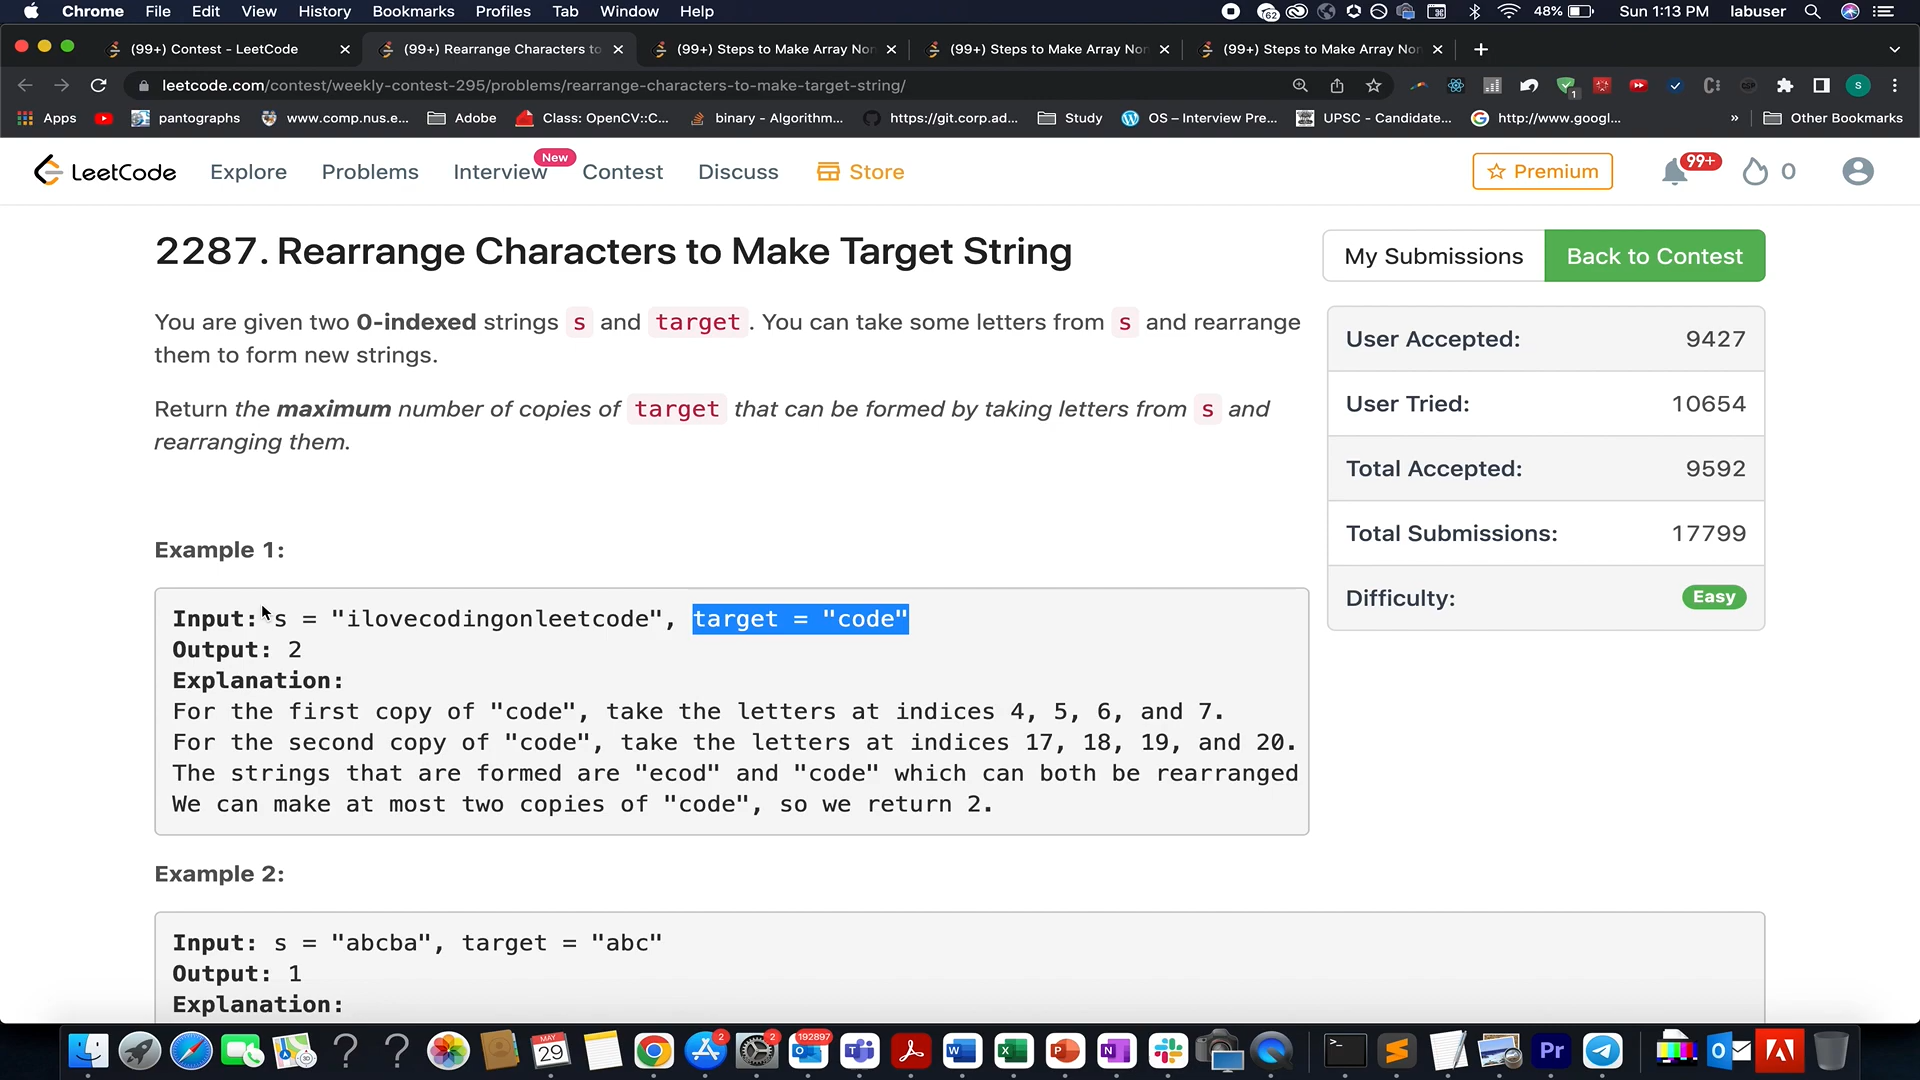 Chrome File Edit View History Bookmarks Profiles Tab Window Help 62 48% Sun 1:13 PM labuser
(99+) Contest - LeetCode (99+) Rearrange Characters to (99+) Steps to Make Array Non (99+) Steps to Make Array Non (99+) Steps to Make Array Non
leetcode.com/contest/weekly-contest-295/problems/rearrange-characters-to-make-target-string/
Apps pantographs www.comp.nus.e... Adobe Class: OpenCV::C... binary - Algorithm... https://git.corp.ad... Study OS – Interview Pre... UPSC - Candidate... http://www.googl... » Other Bookmarks
LeetCode Explore Problems Interview New Contest Discuss Store Premium 99+ 0
2287. Rearrange Characters to Make Target String
My Submissions Back to Contest
You are given two 0-indexed strings s and target. You can take some letters from s and rearrange
them to form new strings.
Return the maximum number of copies of target that can be formed by taking letters from s and
rearranging them.
User Accepted: 9427
User Tried: 10654
Total Accepted: 9592
Total Submissions: 17799
Difficulty: Easy
Example 1:
Input: s = "ilovecodingonleetcode", target = "code"
Output: 2
Explanation:
For the first copy of "code", take the letters at indices 4, 5, 6, and 7.
For the second copy of "code", take the letters at indices 17, 18, 19, and 20.
The strings that are formed are "ecod" and "code" which can both be rearranged
We can make at most two copies of "code", so we return 2.
Example 2:
Input: s = "abcba", target = "abc"
Output: 1
Explanation:
MAY 29 2 2 192897 Pr